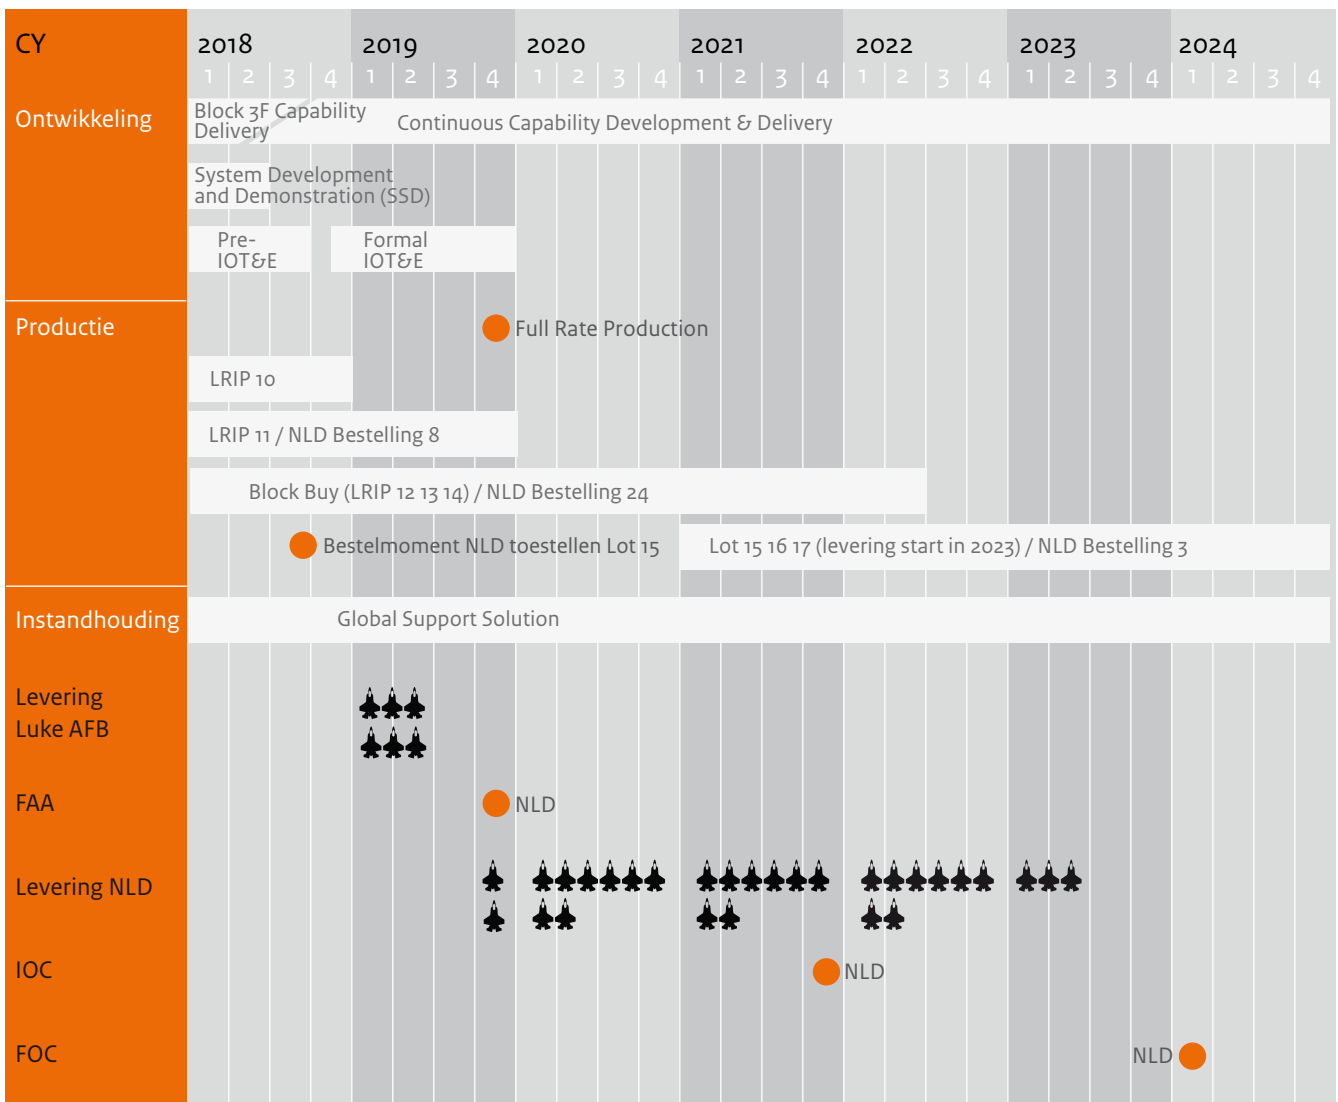 CY 2018 2019 2020 2021 2022 2023 2024
1 2 3 4 1 2 3 4 1 2 3 4 1 2 3 4 1 2 3 4 1 2 3 4 1 2 3 4
Ontwikkeling
Block 3F Capability
Delivery
Continuous Capability Development & Delivery
System Development
and Demonstration (SSD)
Pre-
IOT&E
Formal
IOT&E
Productie
Full Rate Production
LRIP 10
LRIP 11 / NLD Bestelling 8
Block Buy (LRIP 12 13 14) / NLD Bestelling 24
Bestelmoment NLD toestellen Lot 15
Lot 15 16 17 (levering start in 2023) / NLD Bestelling 3
Instandhouding
Global Support Solution
Levering
Luke AFB
FAA
NLD
Levering NLD
IOC
NLD
FOC
NLD